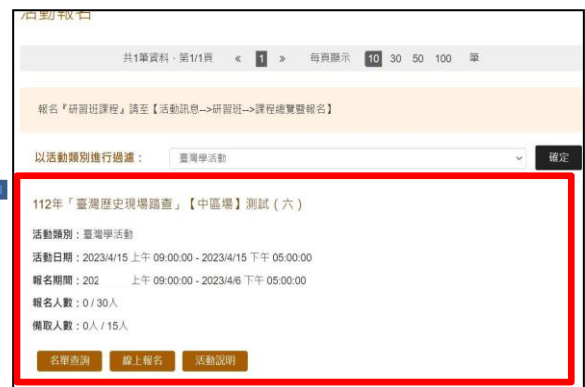 活動報名
共1筆資料，第1/1頁 « 1 » 每頁顯示 10 30 50 100 筆
報名『研習班課程』請至【活動訊息-->研習班-->課程總覽暨報名】
以活動類別進行過濾： 臺灣學活動 確定
112年「臺灣歷史現場踏查」【中區場】測試（六）
活動類別：臺灣學活動
活動日期：2023/4/15 上午 09:00:00 - 2023/4/15 下午 05:00:00
報名期間：202 上午 09:00:00 - 2023/4/6 下午 05:00:00
報名人數：0 / 30人
備取人數：0人 / 15人
名單查詢 線上報名 活動說明